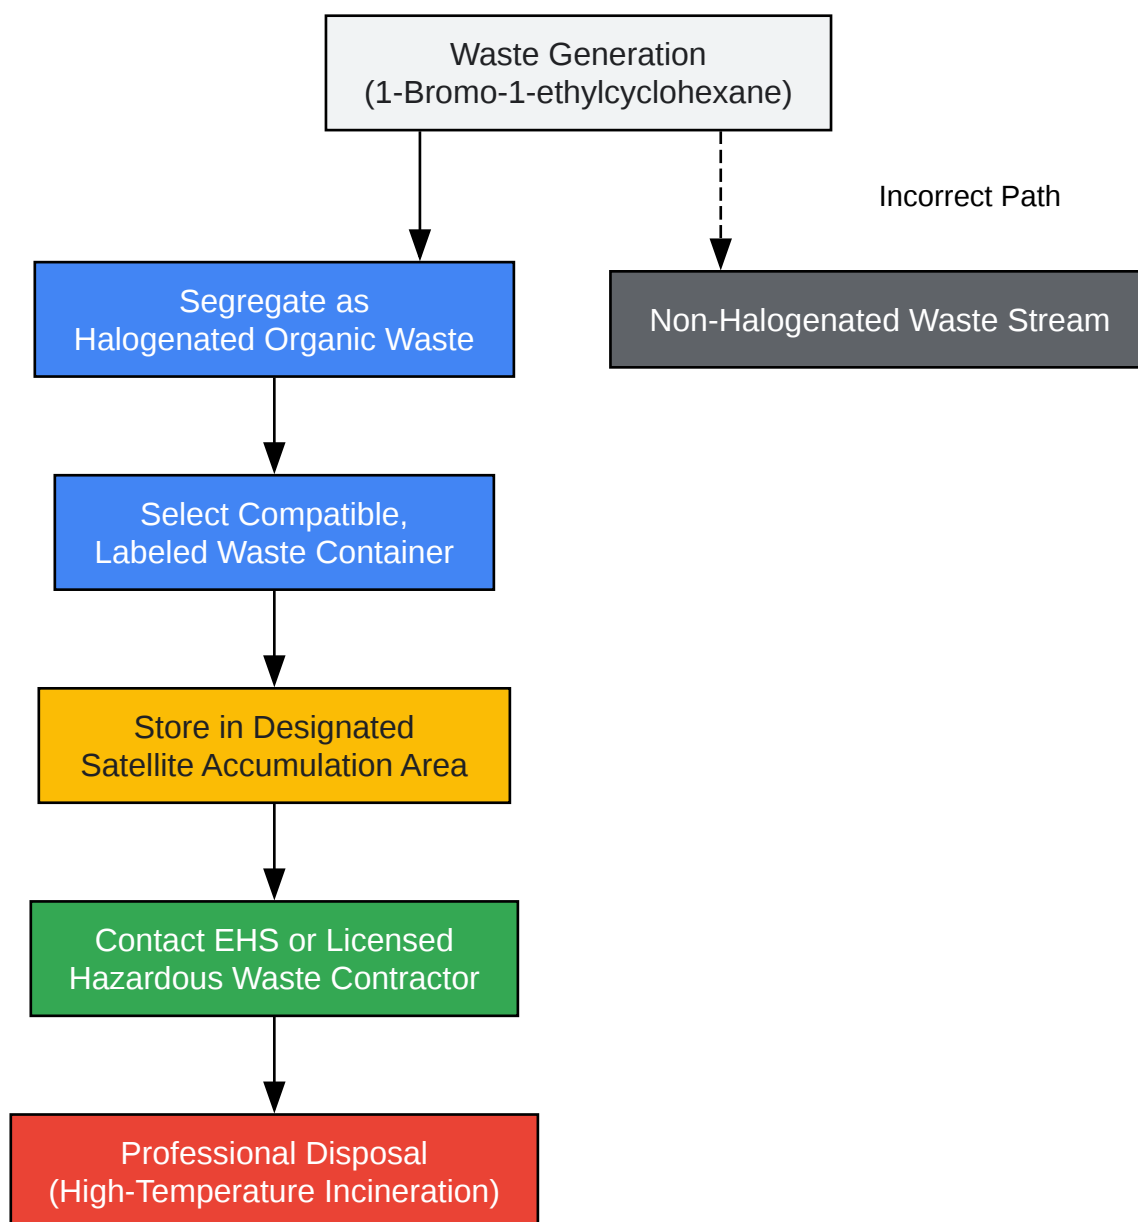 Waste Generation
(1-Bromo-1-ethylcyclohexane)
Incorrect Path
Segregate as
Halogenated Organic Waste
Non-Halogenated Waste Stream
Select Compatible,
Labeled Waste Container
Store in Designated
Satellite Accumulation Area
Contact EHS or Licensed
Hazardous Waste Contractor
Professional Disposal
(High-Temperature Incineration)